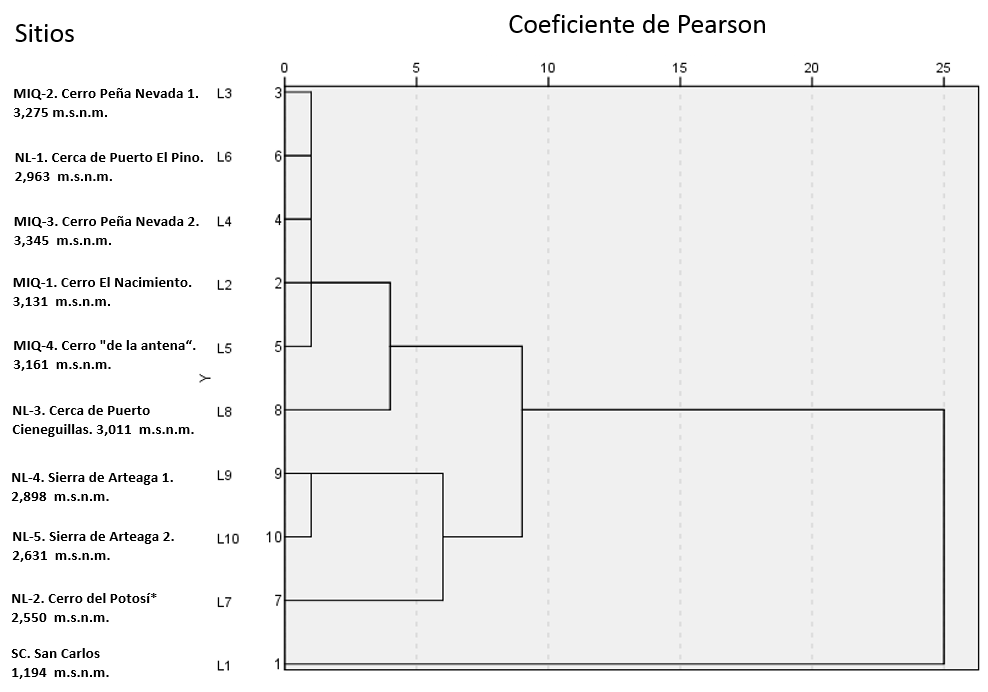 Sitios
Coeficiente de Pearson
0 5 10 15 20 25
MIQ-2. Cerro Peña Nevada 1. L3 3
3,275 m.s.n.m.
NL-1. Cerca de Puerto El Pino. L6 6
2,963 m.s.n.m.
MIQ-3. Cerro Peña Nevada 2. L4 4
3,345 m.s.n.m.
MIQ-1. Cerro El Nacimiento. L2 2
3,131 m.s.n.m.
MIQ-4. Cerro "de la antena“. L5 5
3,161 m.s.n.m.
Y
NL-3. Cerca de Puerto L8 8
Cieneguillas. 3,011 m.s.n.m.
NL-4. Sierra de Arteaga 1. L9 9
2,898 m.s.n.m.
NL-5. Sierra de Arteaga 2. L10 10
2,631 m.s.n.m.
NL-2. Cerro del Potosí* L7 7
2,550 m.s.n.m.
SC. San Carlos L1 1
1,194 m.s.n.m.